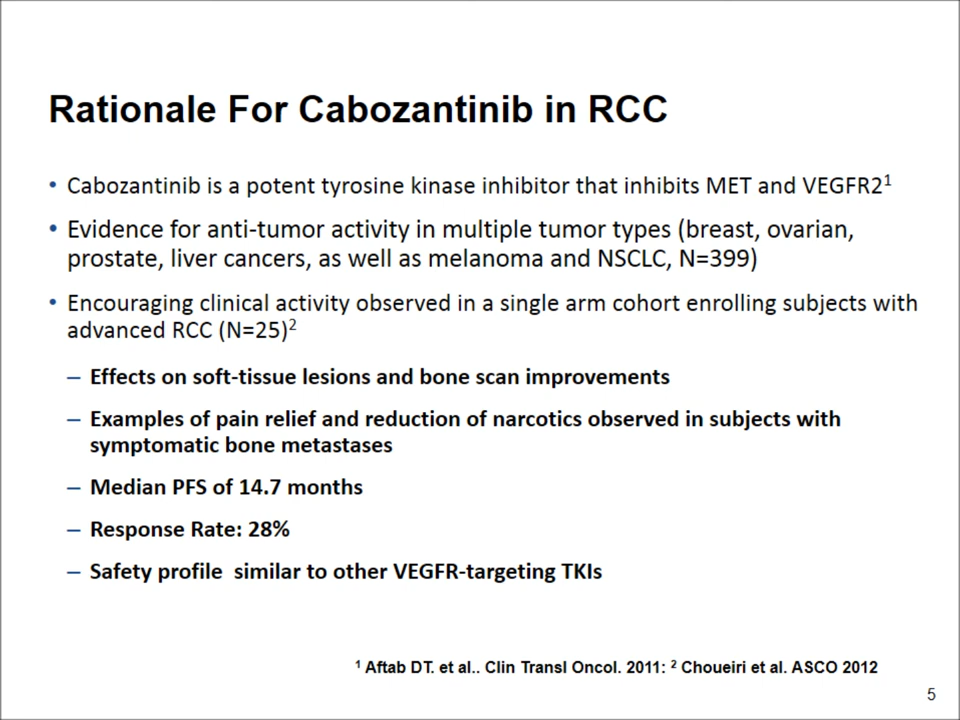 Rationale For Cabozantinib in RCC
• Cabozantinib is a potent tyrosine kinase inhibitor that inhibits MET and VEGFR2¹
• Evidence for anti-tumor activity in multiple tumor types (breast, ovarian,
prostate, liver cancers, as well as melanoma and NSCLC, N=399)
• Encouraging clinical activity observed in a single arm cohort enrolling subjects with
advanced RCC (N=25)²
– Effects on soft-tissue lesions and bone scan improvements
– Examples of pain relief and reduction of narcotics observed in subjects with
symptomatic bone metastases
– Median PFS of 14.7 months
– Response Rate: 28%
– Safety profile  similar to other VEGFR-targeting TKIs
¹ Aftab DT. et al.. Clin Transl Oncol. 2011: ² Choueiri et al. ASCO 2012
5